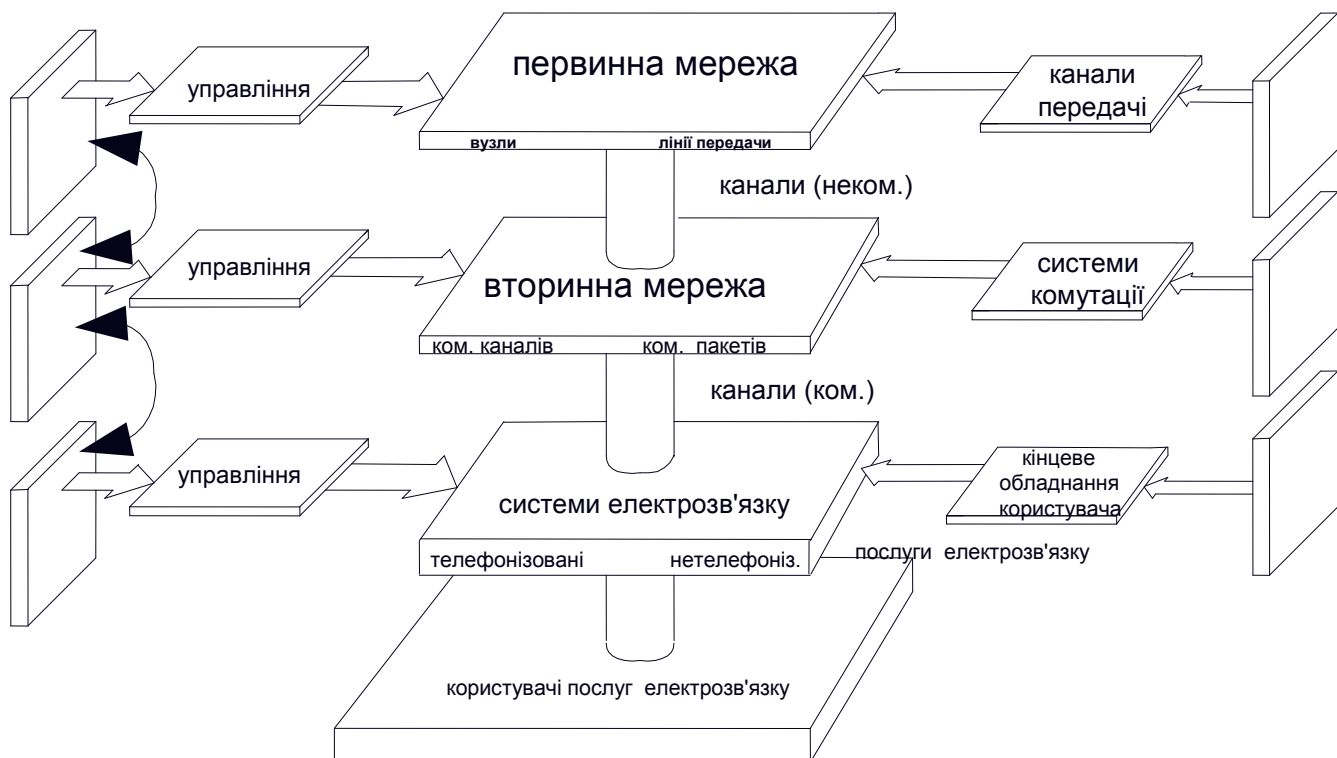 первинна мережа
управління
канали
передачі
вузли
лінії передачи
канали (неком.)
управління
вторинна мережа
системи
комутації
ком. каналів
ком. пакетів
канали (ком.)
управління
системи електрозв'язку
кінцеве
обладнання
користувача
телефонізовані
нетелефоніз.
послуги електрозв'язку
користувачі послуг електрозв'язку